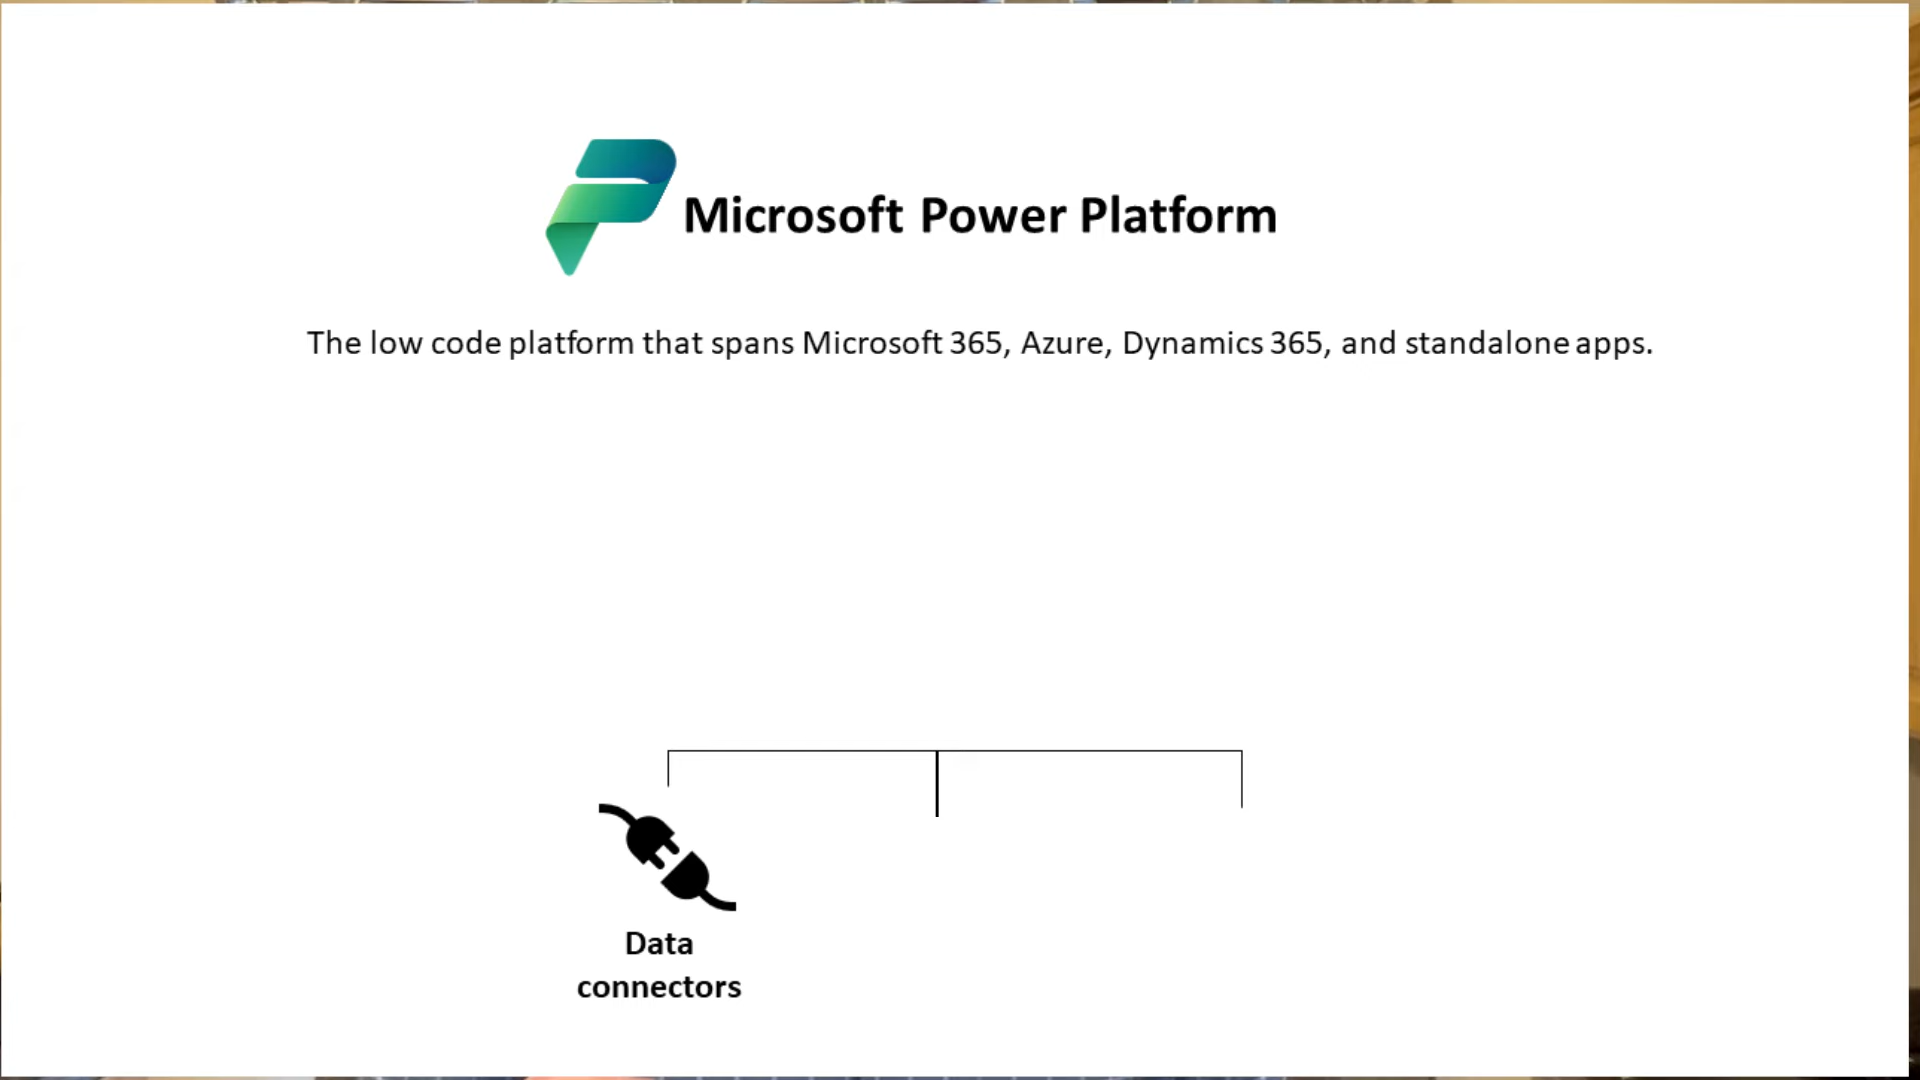 Microsoft Power Platform
The low code platform that spans Microsoft 365, Azure, Dynamics 365, and standalone apps.
Data
connectors